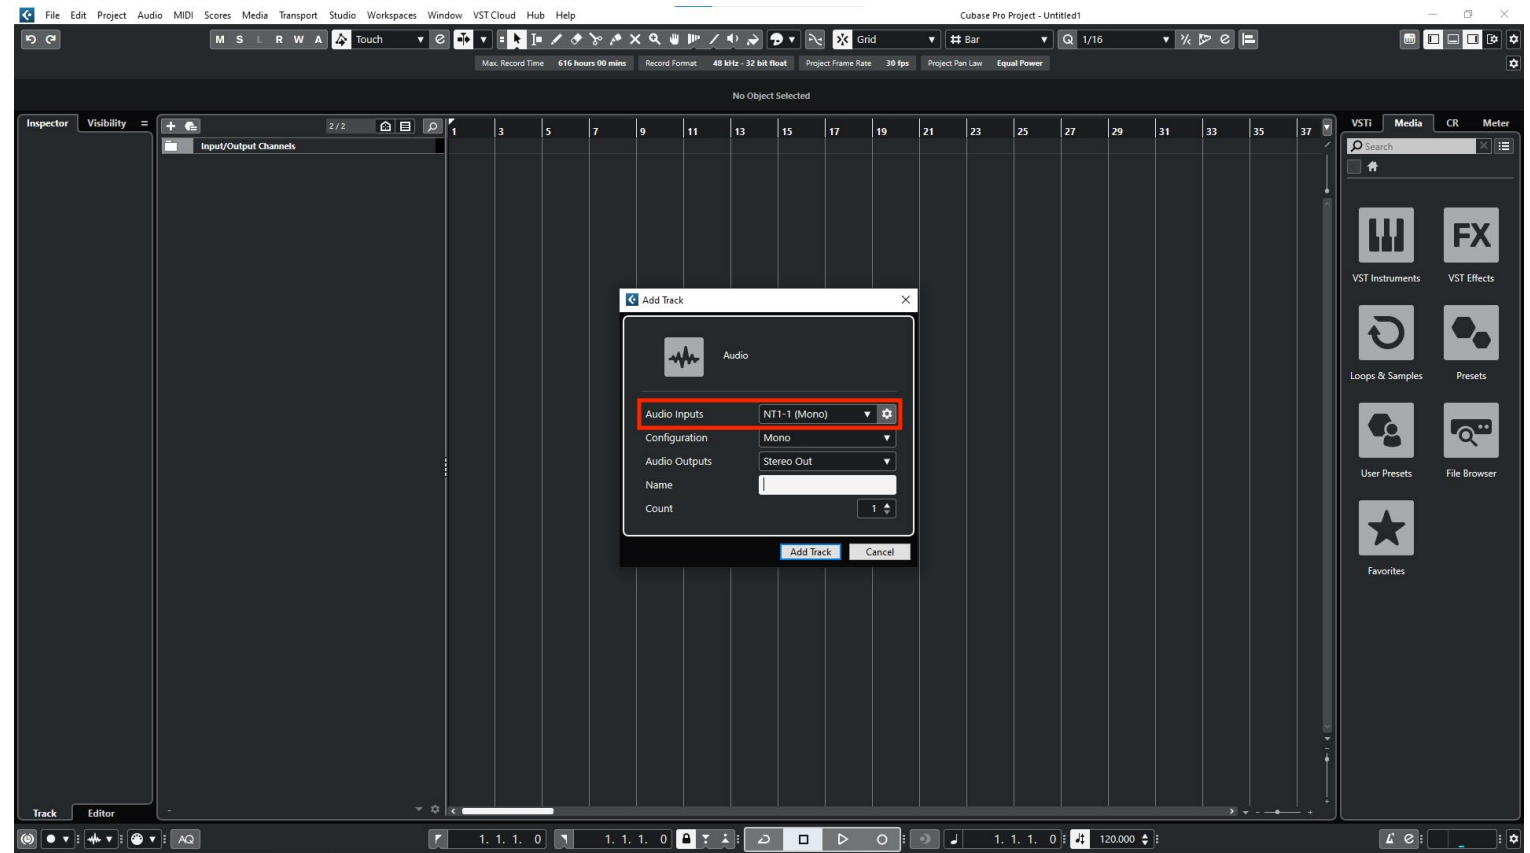 File Edit Project Audio MIDI Scores Media Transport Studio Workspaces Window VST Cloud Hub Help
Cubase Pro Project - Untitled1
M S L R W A Touch Grid Bar Q 1/16
Max. Record Time 616 hours 00 mins Record Format 48 kHz - 32 bit float Project Frame Rate 30 fps Project Pan Law Equal Power
No Object Selected
Inspector Visibility
2/2
1 3 5 7 9 11 13 15 17 19 21 23 25 27 29 31 33 35 37
VSTi Media CR Meter
Input/Output Channels
Search
FX
VST Instruments VST Effects
Loops & Samples Presets
User Presets File Browser
Favorites
Add Track
Audio
Audio Inputs NT1-1 (Mono)
Configuration Mono
Audio Outputs Stereo Out
Name
Count 1
Add Track Cancel
Track Editor
AQ 1. 1. 1. 0 1. 1. 1. 0 1. 1. 1. 0 120.000